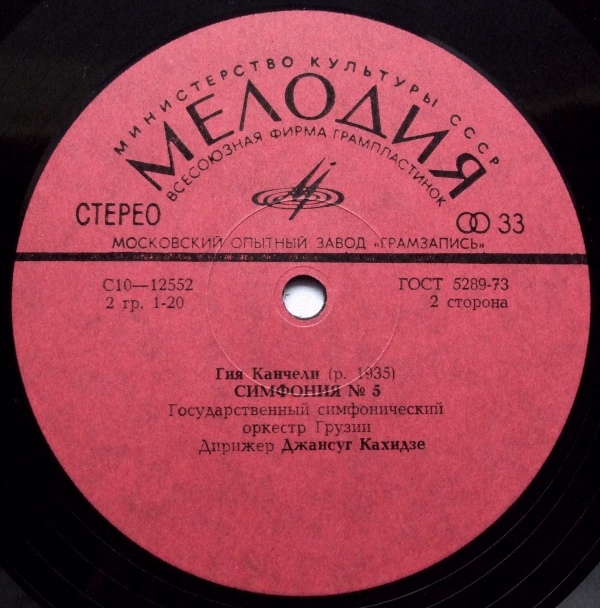 МИНИСТЕРСТВО КУЛЬТУРЫ СССР
МЕЛОДИЯ
ВСЕСОЮЗНАЯ ФИРМА ГРАМПЛАСТИНОК
СТЕРЕО
33
МОСКОВСКИЙ ОПЫТНЫЙ ЗАВОД «ГРАМЗАПИСЬ»
С10—12552
ГОСТ 5289-73
2 гр. 1-20
2 сторона
Гия Канчели (р. 1935)
СИМФОНИЯ № 5
Государственный симфонический
оркестр Грузии
Дирижер Джансуг Кахидзе